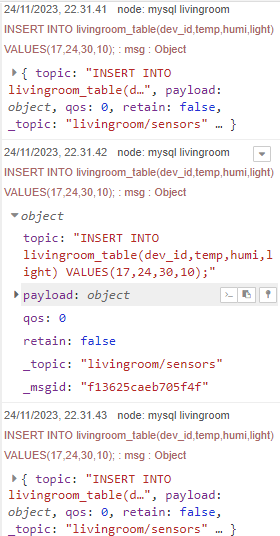 24/11/2023, 22.31.41 node: mysql livingroom
INSERT INTO livingroom_table(dev_id,temp,humi,light)
VALUES(17,24,30,10); : msg : Object
{ topic: "INSERT INTO
livingroom_table(d…", payload:
object, qos: 0, retain: false,
_topic: "livingroom/sensors" … }
24/11/2023, 22.31.42 node: mysql livingroom
INSERT INTO livingroom_table(dev_id,temp,humi,light)
VALUES(17,24,30,10); : msg : Object
object
topic: "INSERT INTO
livingroom_table(dev_id,temp,humi,l
ight) VALUES(17,24,30,10);"
payload: object
qos: 0
retain: false
_topic: "livingroom/sensors"
_msgid: "f13625caeb705f4f"
24/11/2023, 22.31.43 node: mysql livingroom
INSERT INTO livingroom_table(dev_id,temp,humi,light)
VALUES(17,24,30,10); : msg : Object
{ topic: "INSERT INTO
livingroom_table(d…", payload:
object, qos: 0, retain: false,
_topic: "livingroom/sensors" … }